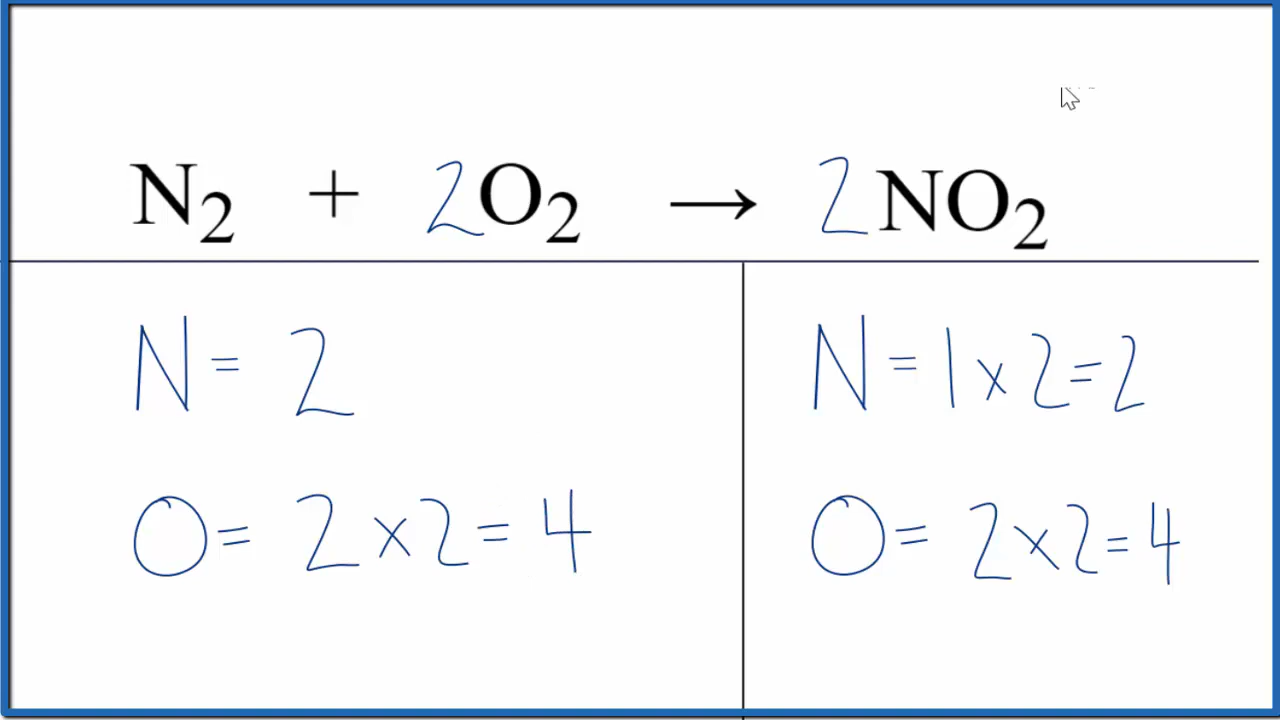 N₂ + 2O₂ → 2NO₂
N = 2
N = 1 x 2 = 2
O = 2 x 2 = 4
O = 2 x 2 = 4